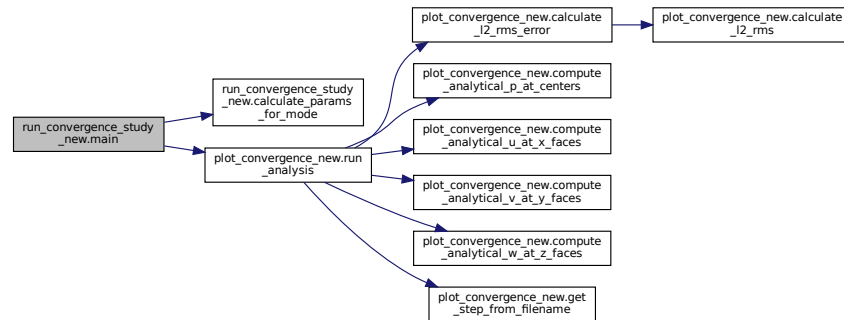 run_convergence_study
_new.main
run_convergence_study
_new.calculate_params
_for_mode
plot_convergence_new.run
_analysis
plot_convergence_new.calculate
_l2_rms_error
plot_convergence_new.calculate
_l2_rms
plot_convergence_new.compute
_analytical_p_at_centers
plot_convergence_new.compute
_analytical_u_at_x_faces
plot_convergence_new.compute
_analytical_v_at_y_faces
plot_convergence_new.compute
_analytical_w_at_z_faces
plot_convergence_new.get
_step_from_filename